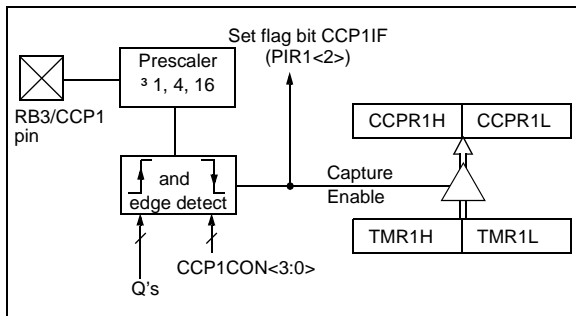 Set flag bit CCP1IF
(PIR1<2>)
Prescaler
³ 1, 4, 16
RB3/CCP1
pin
CCPR1H
CCPR1L
and
edge detect
Capture
Enable
TMR1H
TMR1L
CCP1CON<3:0>
Q's